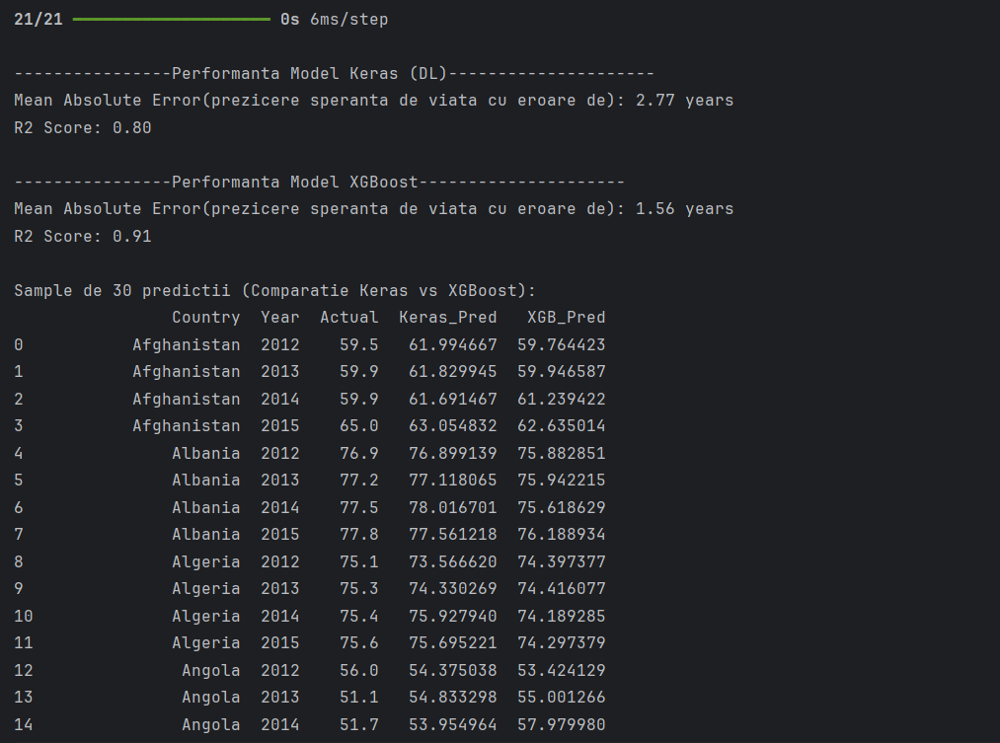 21/21 ━━━━━━━━━━━━━━━━━━━━ 0s 6ms/step
----------------Performanta Model Keras (DL)---------------------
Mean Absolute Error(prezicere speranta de viata cu eroare de): 2.77 years
R2 Score: 0.80
----------------Performanta Model XGBoost---------------------
Mean Absolute Error(prezicere speranta de viata cu eroare de): 1.56 years
R2 Score: 0.91
Sample de 30 predictii (Comparatie Keras vs XGBoost):
Country Year Actual Keras_Pred XGB_Pred
0 Afghanistan 2012 59.5 61.994667 59.764423
1 Afghanistan 2013 59.9 61.829945 59.946587
2 Afghanistan 2014 59.9 61.691467 61.239422
3 Afghanistan 2015 65.0 63.054832 62.635014
4 Albania 2012 76.9 76.899139 75.882851
5 Albania 2013 77.2 77.118065 75.942215
6 Albania 2014 77.5 78.016701 75.618629
7 Albania 2015 77.8 77.561218 76.188934
8 Algeria 2012 75.1 73.566620 74.397377
9 Algeria 2013 75.3 74.330269 74.416077
10 Algeria 2014 75.4 75.927940 74.189285
11 Algeria 2015 75.6 75.695221 74.297379
12 Angola 2012 56.0 54.375038 53.424129
13 Angola 2013 51.1 54.833298 55.001266
14 Angola 2014 51.7 53.954964 57.979980